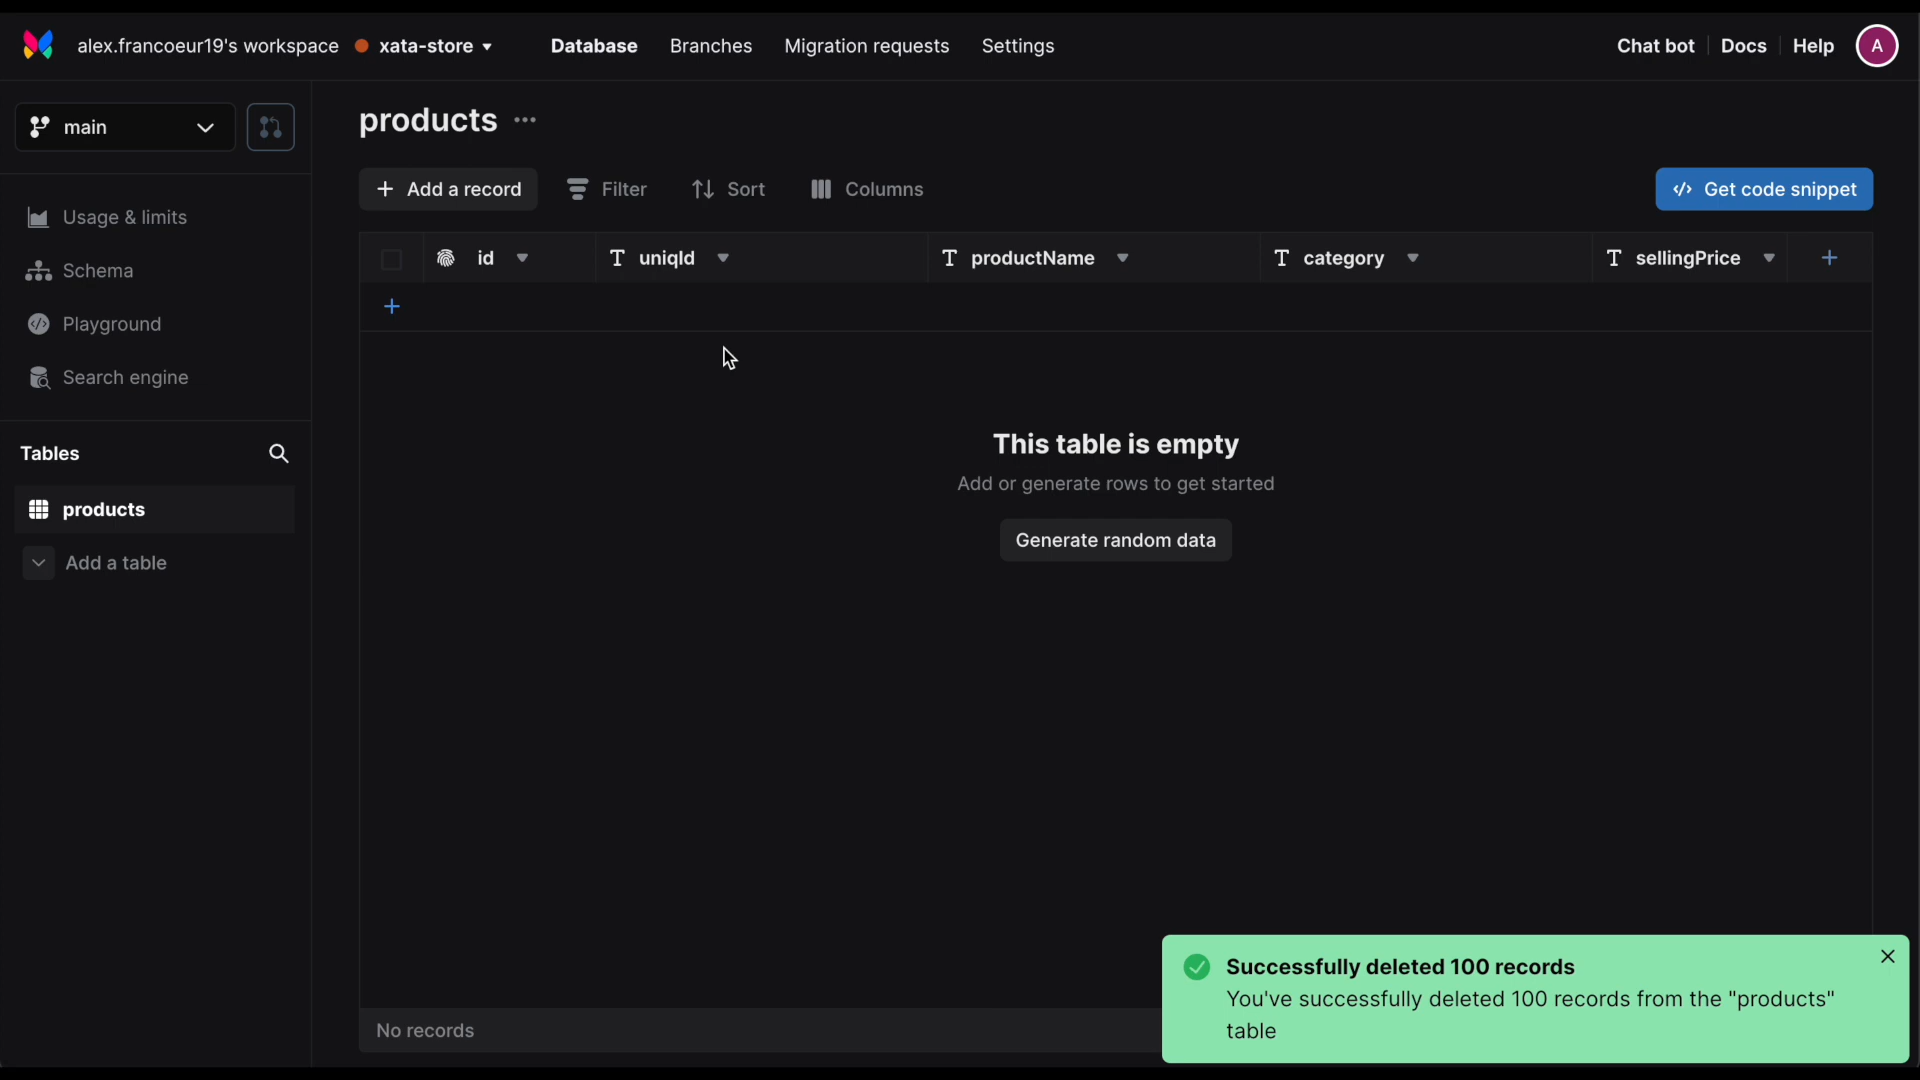 alex.francoeur19's workspace xata-store Database Branches Migration requests Settings Chat bot Docs Help A
main
products ...
Add a record Filter Sort Columns Get code snippet
Usage & limits
Schema
Playground
Search engine
id uniqId productName category sellingPrice
This table is empty
Add or generate rows to get started
Generate random data
Tables
products
Add a table
Successfully deleted 100 records
You've successfully deleted 100 records from the "products"
table
No records